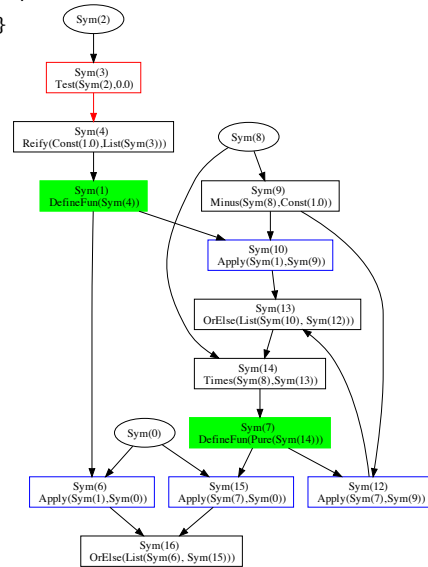 }
Sym(2)
Sym(3)
Test(Sym(2),0.0)
Sym(4)
Reify(Const(1.0),List(Sym(3)))
Sym(8)
Sym(1)
DefineFun(Sym(4))
Sym(9)
Minus(Sym(8),Const(1.0))
Sym(10)
Apply(Sym(1),Sym(9))
Sym(13)
OrElse(List(Sym(10), Sym(12)))
Sym(14)
Times(Sym(8),Sym(13))
Sym(0)
Sym(7)
DefineFun(Pure(Sym(14)))
Sym(6)
Apply(Sym(1),Sym(0))
Sym(15)
Apply(Sym(7),Sym(0))
Sym(12)
Apply(Sym(7),Sym(9))
Sym(16)
OrElse(List(Sym(6), Sym(15)))